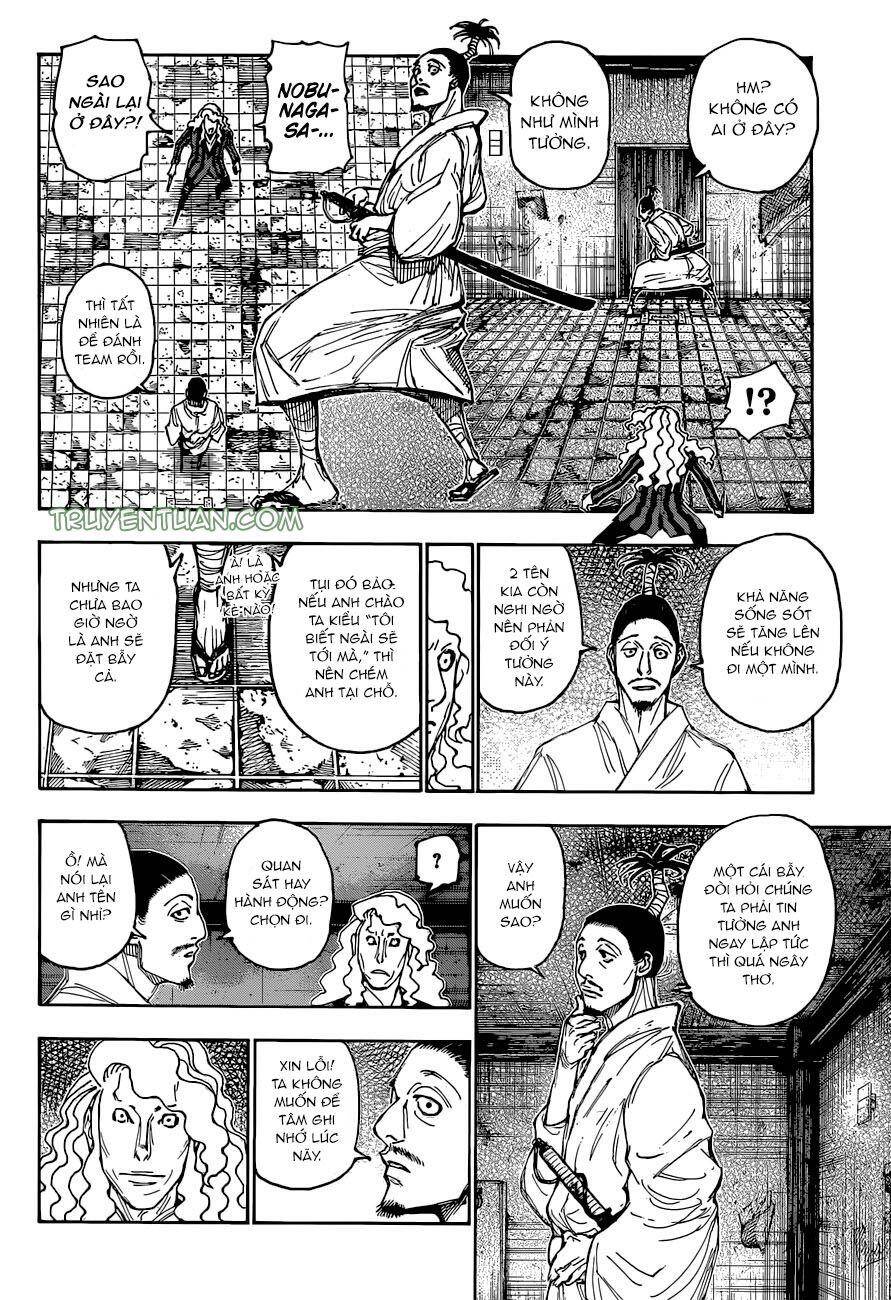 HM?
KHÔNG CÓ
AI Ở ĐÂY?
KHÔNG
NHƯ MÌNH
TƯỞNG.
NOBU-
NAGA-
SA-...
SAO
NGÀI LẠI
Ở ĐÂY?!
!?
THÌ TẤT
NHIÊN LÀ
ĐỂ ĐÁNH
TEAM RỒI.
TRUYENTUAN.COM
KHẢ NĂNG
SỐNG SÓT
SẼ TĂNG LÊN
NẾU KHÔNG
ĐI MỘT MÌNH.
2 TÊN
KIA CÒN
NGHI NGỜ
NÊN PHẢN
ĐỐI Ý
TƯỞNG
NÀY.
TỤI ĐÓ BẢO:
NẾU ANH CHÀO
TA KIỂU “TÔI
BIẾT NGÀI SẼ
TỚI MÀ,” THÌ
NÊN CHÉM
ANH TẠI CHỖ.
À! LÀ
ANH HOẶC
BẤT KỲ
KẺ NÀO!
NHƯNG TA
CHƯA BAO
GIỜ NGỜ
LÀ ANH SẼ
ĐẶT BẪY
CẢ.
MỘT CÁI BẪY
ĐÒI HỎI CHÚNG
TA PHẢI TIN
TƯỞNG ANH
NGAY LẬP TỨC
THÌ QUÁ NGÂY
THƠ.
VẬY
ANH
MUỐN
SAO?
?
QUAN
SÁT HAY
HÀNH ĐỘNG?
CHỌN ĐI.
Ồ! MÀ
NÓI LẠI
ANH TÊN
GÌ NHỈ?
XIN LỖI!
TA KHÔNG
MUỐN ĐỂ
TÂM GHI
NHỚ LÚC
NÃY.